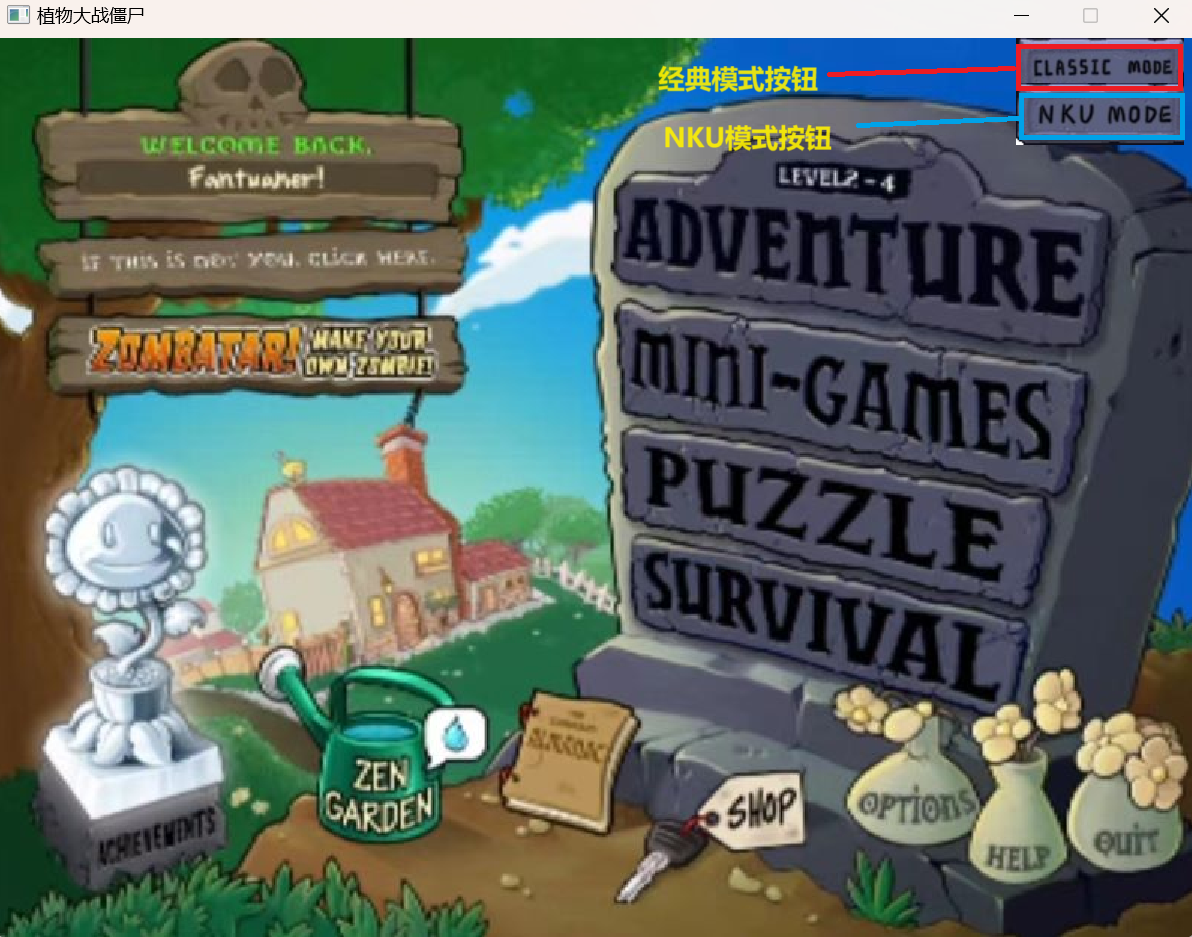 植物大战僵尸
经典模式按钮
CLASSIC MODE
NKU模式按钮
NKU MODE
WELCOME BACK,
Fantuaner!
IF THIS IS NOT YOU, CLICK HERE.
ZOMBATAR! MAKE YOUR
OWN ZOMBIE!
LEVEL2-4
ADVENTURE
MINI-GAMES
PUZZLE
SURVIVAL
ZEN
GARDEN
ALMANAC
SHOP
OPTIONS
HELP
QUIT
ACHIEVEMENTS